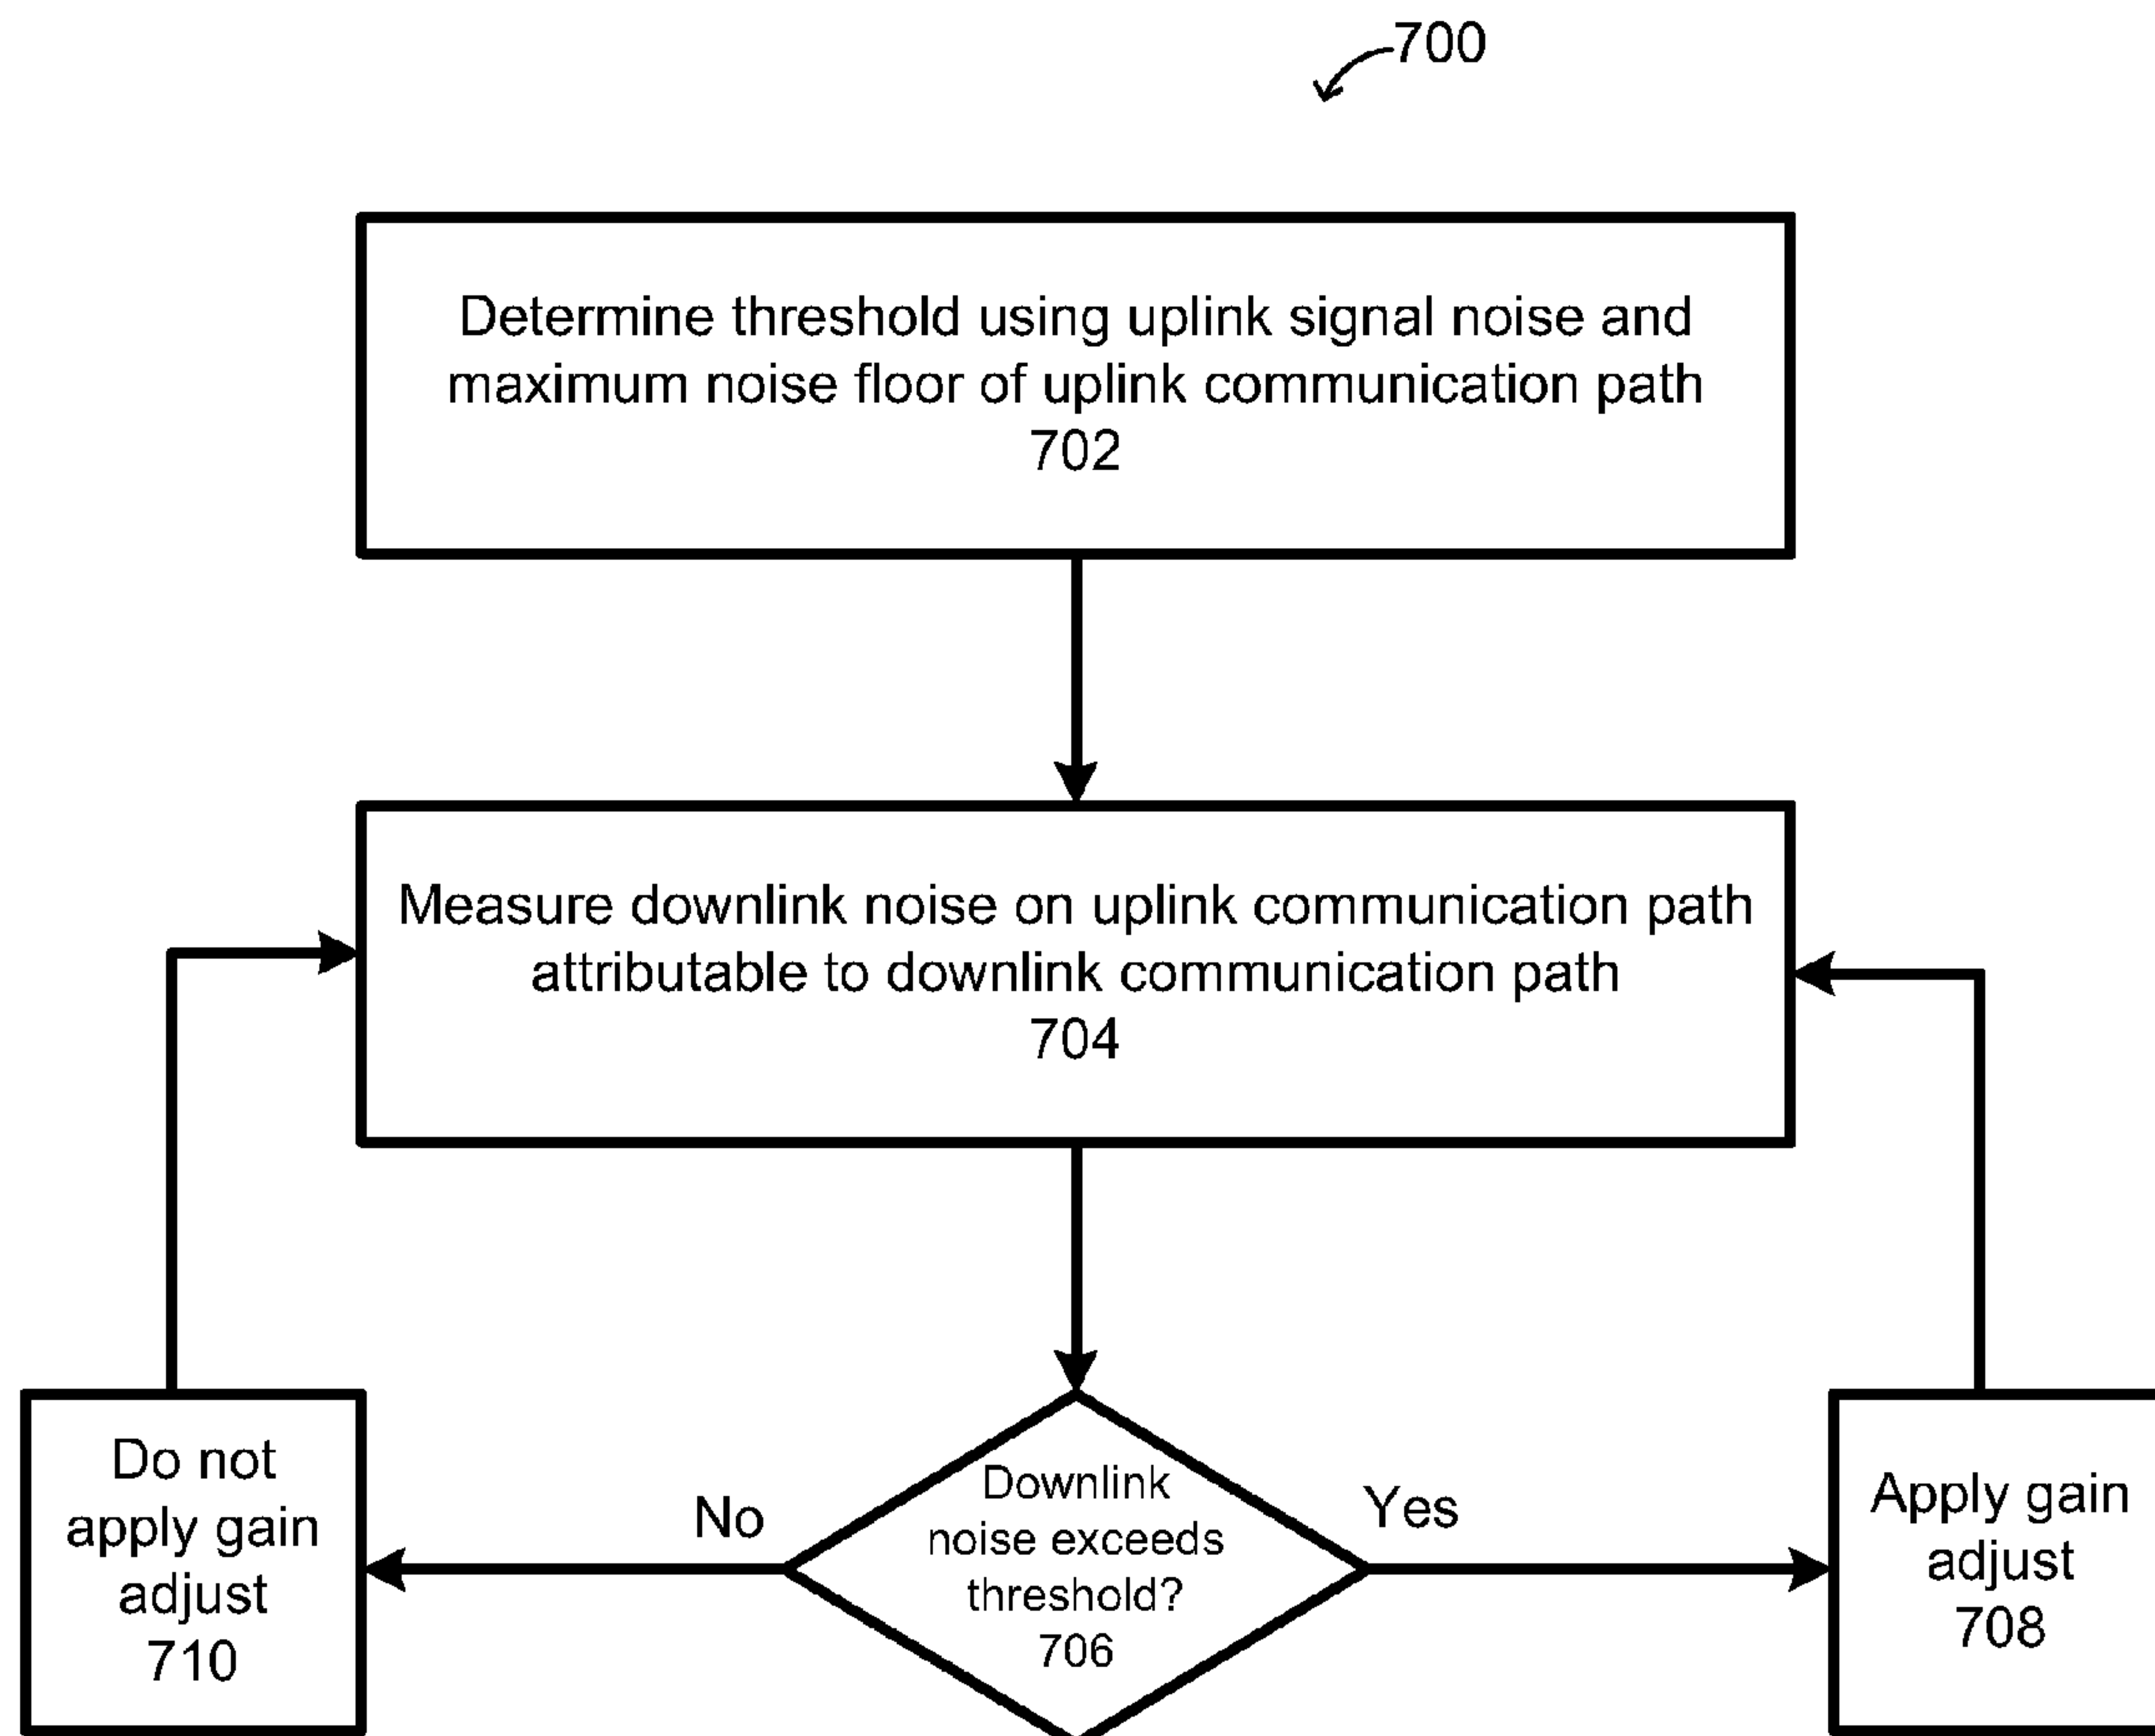 700
Determine threshold using uplink signal noise and
maximum noise floor of uplink communication path
702
Measure downlink noise on uplink communication path
attributable to downlink communication path
704
Do not
apply gain
adjust
710
No
Downlink
noise exceeds
threshold?
706
Yes
Apply gain
adjust
708